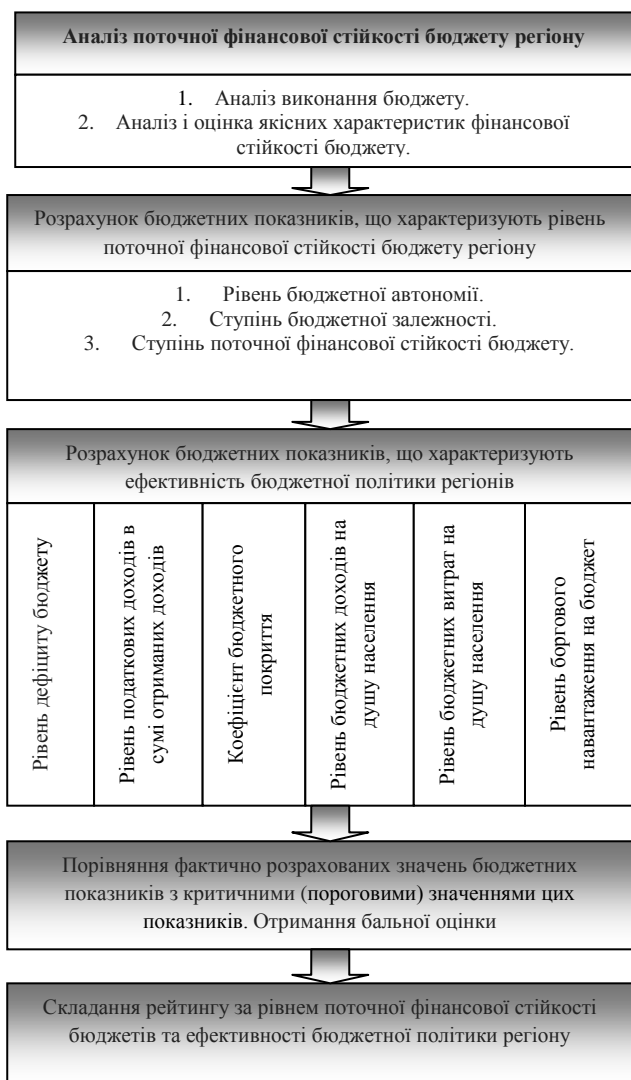 Аналіз поточної фінансової стійкості бюджету регіону
1. Аналіз виконання бюджету.
2. Аналіз і оцінка якісних характеристик фінансової
стійкості бюджету.
Розрахунок бюджетних показників, що характеризують рівень
поточної фінансової стійкості бюджету регіону
1. Рівень бюджетної автономії.
2. Ступінь бюджетної залежності.
3. Ступінь поточної фінансової стійкості бюджету.
Розрахунок бюджетних показників, що характеризують
ефективність бюджетної політики регіонів
Рівень дефіциту бюджету
Рівень податкових доходів в
сумі отриманих доходів
Коефіцієнт бюджетного
покриття
Рівень бюджетних доходів на
душу населення
Рівень бюджетних витрат на
душу населення
Рівень боргового
навантаження на бюджет
Порівняння фактично розрахованих значень бюджетних
показників з критичними (пороговими) значеннями цих
показників. Отримання бальної оцінки
Складання рейтингу за рівнем поточної фінансової стійкості
бюджетів та ефективності бюджетної політики регіону